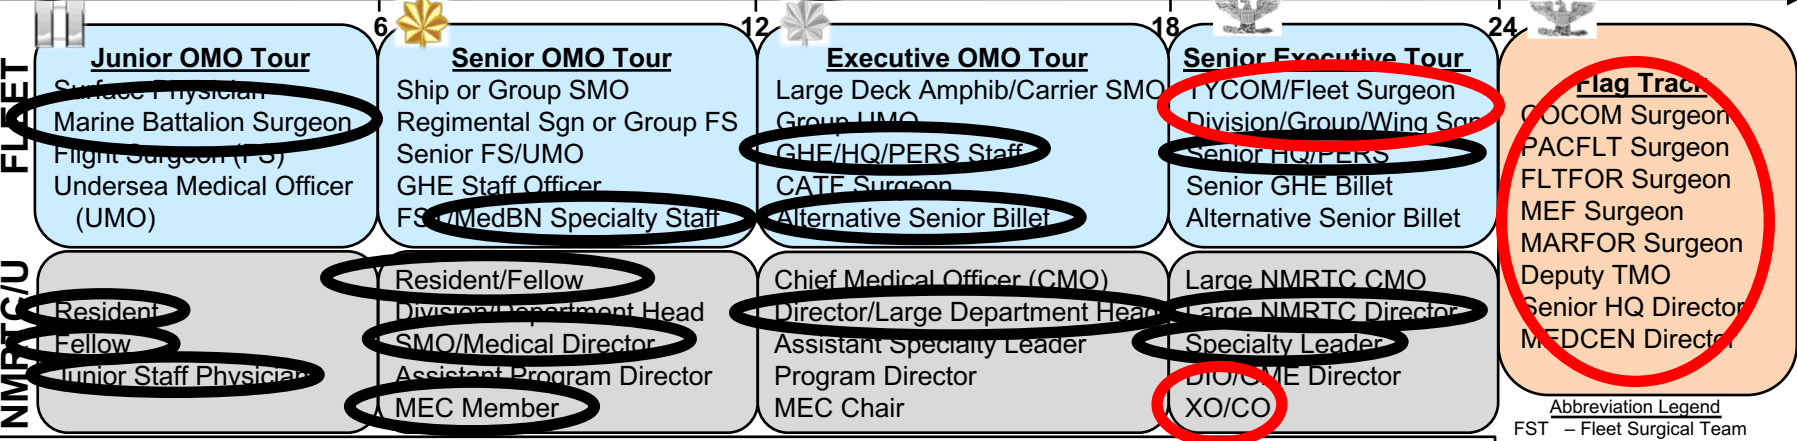 6
12
18
24
FLEET
Junior OMO Tour
Surface Physician
Marine Battalion Surgeon
Flight Surgeon (FS)
Undersea Medical Officer
(UMO)
Senior OMO Tour
Ship or Group SMO
Regimental Sgn or Group FS
Senior FS/UMO
GHE Staff Officer
FST/MedBN Specialty Staff
Executive OMO Tour
Large Deck Amphib/Carrier SMO
Group UMO
GHE/HQ/PERS Staff
CATF Surgeon
Alternative Senior Billet
Senior Executive Tour
TYCOM/Fleet Surgeon
Division/Group/Wing Sgn
Senior HQ/PERS
Senior GHE Billet
Alternative Senior Billet
Flag Track
COCOM Surgeon
PACFLT Surgeon
FLTFOR Surgeon
MEF Surgeon
MARFOR Surgeon
Deputy TMO
Senior HQ Director
MEDCEN Director
NMRTC/U
Resident
Fellow
Junior Staff Physician
Resident/Fellow
Division/Department Head
SMO/Medical Director
Assistant Program Director
MEC Member
Chief Medical Officer (CMO)
Director/Large Department Head
Assistant Specialty Leader
Program Director
MEC Chair
Large NMRTC CMO
Large NMRTC Director
Specialty Leader
DIO/GME Director
XO/CO
Abbreviation Legend
FST – Fleet Surgical Team